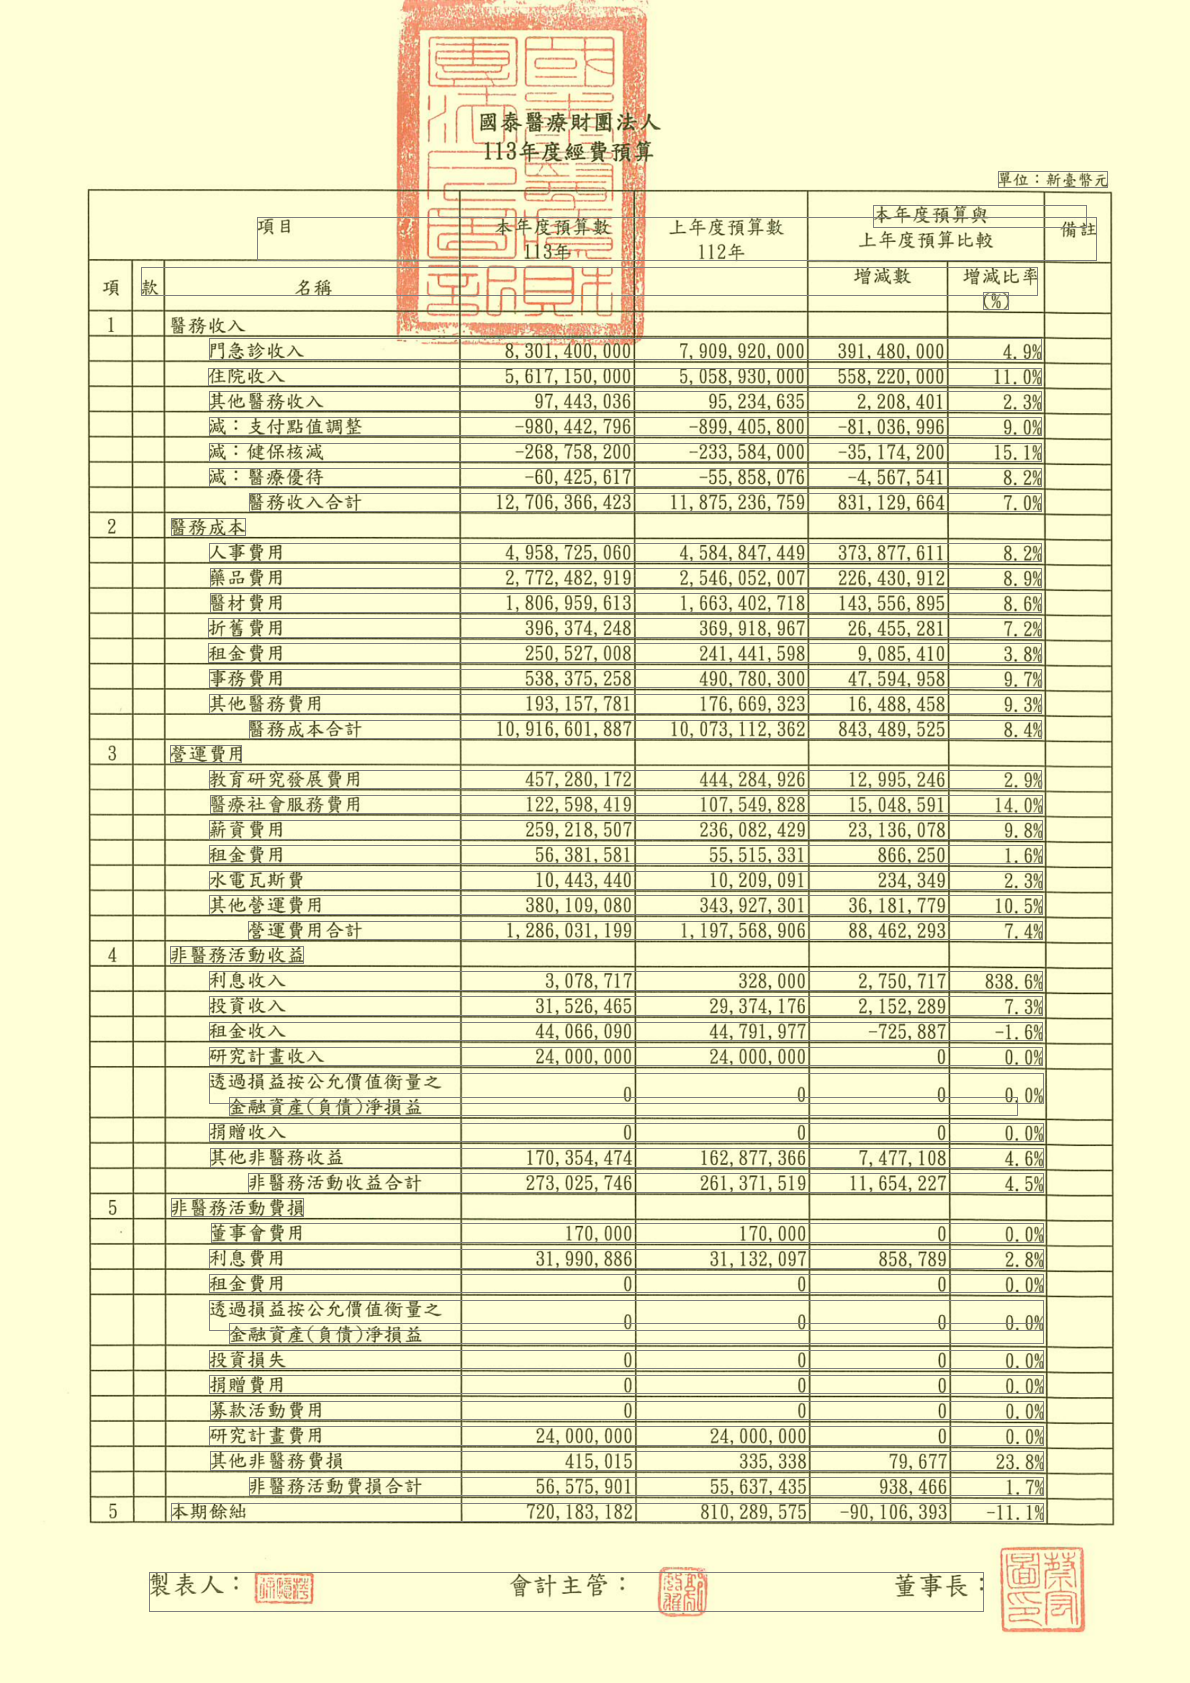 國泰醫療財團法人
113年度經費預算
單位：新臺幣元
項目 本年度預算數 113年 上年度預算數 112年 本年度預算與 上年度預算比較 備註
項 款 名稱 增減數 增減比率 (%)
1 醫務收入
門急診收入 8,301,400,000 7,909,920,000 391,480,000 4.9%
住院收入 5,617,150,000 5,058,930,000 558,220,000 11.0%
其他醫務收入 97,443,036 95,234,635 2,208,401 2.3%
減：支付點值調整 -980,442,796 -899,405,800 -81,036,996 9.0%
減：健保核減 -268,758,200 -233,584,000 -35,174,200 15.1%
減：醫療優待 -60,425,617 -55,858,076 -4,567,541 8.2%
醫務收入合計 12,706,366,423 11,875,236,759 831,129,664 7.0%
2 醫務成本
人事費用 4,958,725,060 4,584,847,449 373,877,611 8.2%
藥品費用 2,772,482,919 2,546,052,007 226,430,912 8.9%
醫材費用 1,806,959,613 1,663,402,718 143,556,895 8.6%
折舊費用 396,374,248 369,918,967 26,455,281 7.2%
租金費用 250,527,008 241,441,598 9,085,410 3.8%
事務費用 538,375,258 490,780,300 47,594,958 9.7%
其他醫務費用 193,157,781 176,669,323 16,488,458 9.3%
醫務成本合計 10,916,601,887 10,073,112,362 843,489,525 8.4%
3 營運費用
教育研究發展費用 457,280,172 444,284,926 12,995,246 2.9%
醫療社會服務費用 122,598,419 107,549,828 15,048,591 14.0%
薪資費用 259,218,507 236,082,429 23,136,078 9.8%
租金費用 56,381,581 55,515,331 866,250 1.6%
水電瓦斯費 10,443,440 10,209,091 234,349 2.3%
其他營運費用 380,109,080 343,927,301 36,181,779 10.5%
營運費用合計 1,286,031,199 1,197,568,906 88,462,293 7.4%
4 非醫務活動收益
利息收入 3,078,717 328,000 2,750,717 838.6%
投資收入 31,526,465 29,374,176 2,152,289 7.3%
租金收入 44,066,090 44,791,977 -725,887 -1.6%
研究計畫收入 24,000,000 24,000,000 0 0.0%
透過損益按公允價值衡量之
金融資產(負債)淨損益 0 0 0 0.0%
捐贈收入 0 0 0 0.0%
其他非醫務收益 170,354,474 162,877,366 7,477,108 4.6%
非醫務活動收益合計 273,025,746 261,371,519 11,654,227 4.5%
5 非醫務活動費損
董事會費用 170,000 170,000 0 0.0%
利息費用 31,990,886 31,132,097 858,789 2.8%
租金費用 0 0 0 0.0%
透過損益按公允價值衡量之
金融資產(負債)淨損益 0 0 0 0.0%
投資損失 0 0 0 0.0%
捐贈費用 0 0 0 0.0%
募款活動費用 0 0 0 0.0%
研究計畫費用 24,000,000 24,000,000 0 0.0%
其他非醫務費損 415,015 335,338 79,677 23.8%
非醫務活動費損合計 56,575,901 55,637,435 938,466 1.7%
5 本期餘絀 720,183,182 810,289,575 -90,106,393 -11.1%
製表人： 會計主管： 董事長：